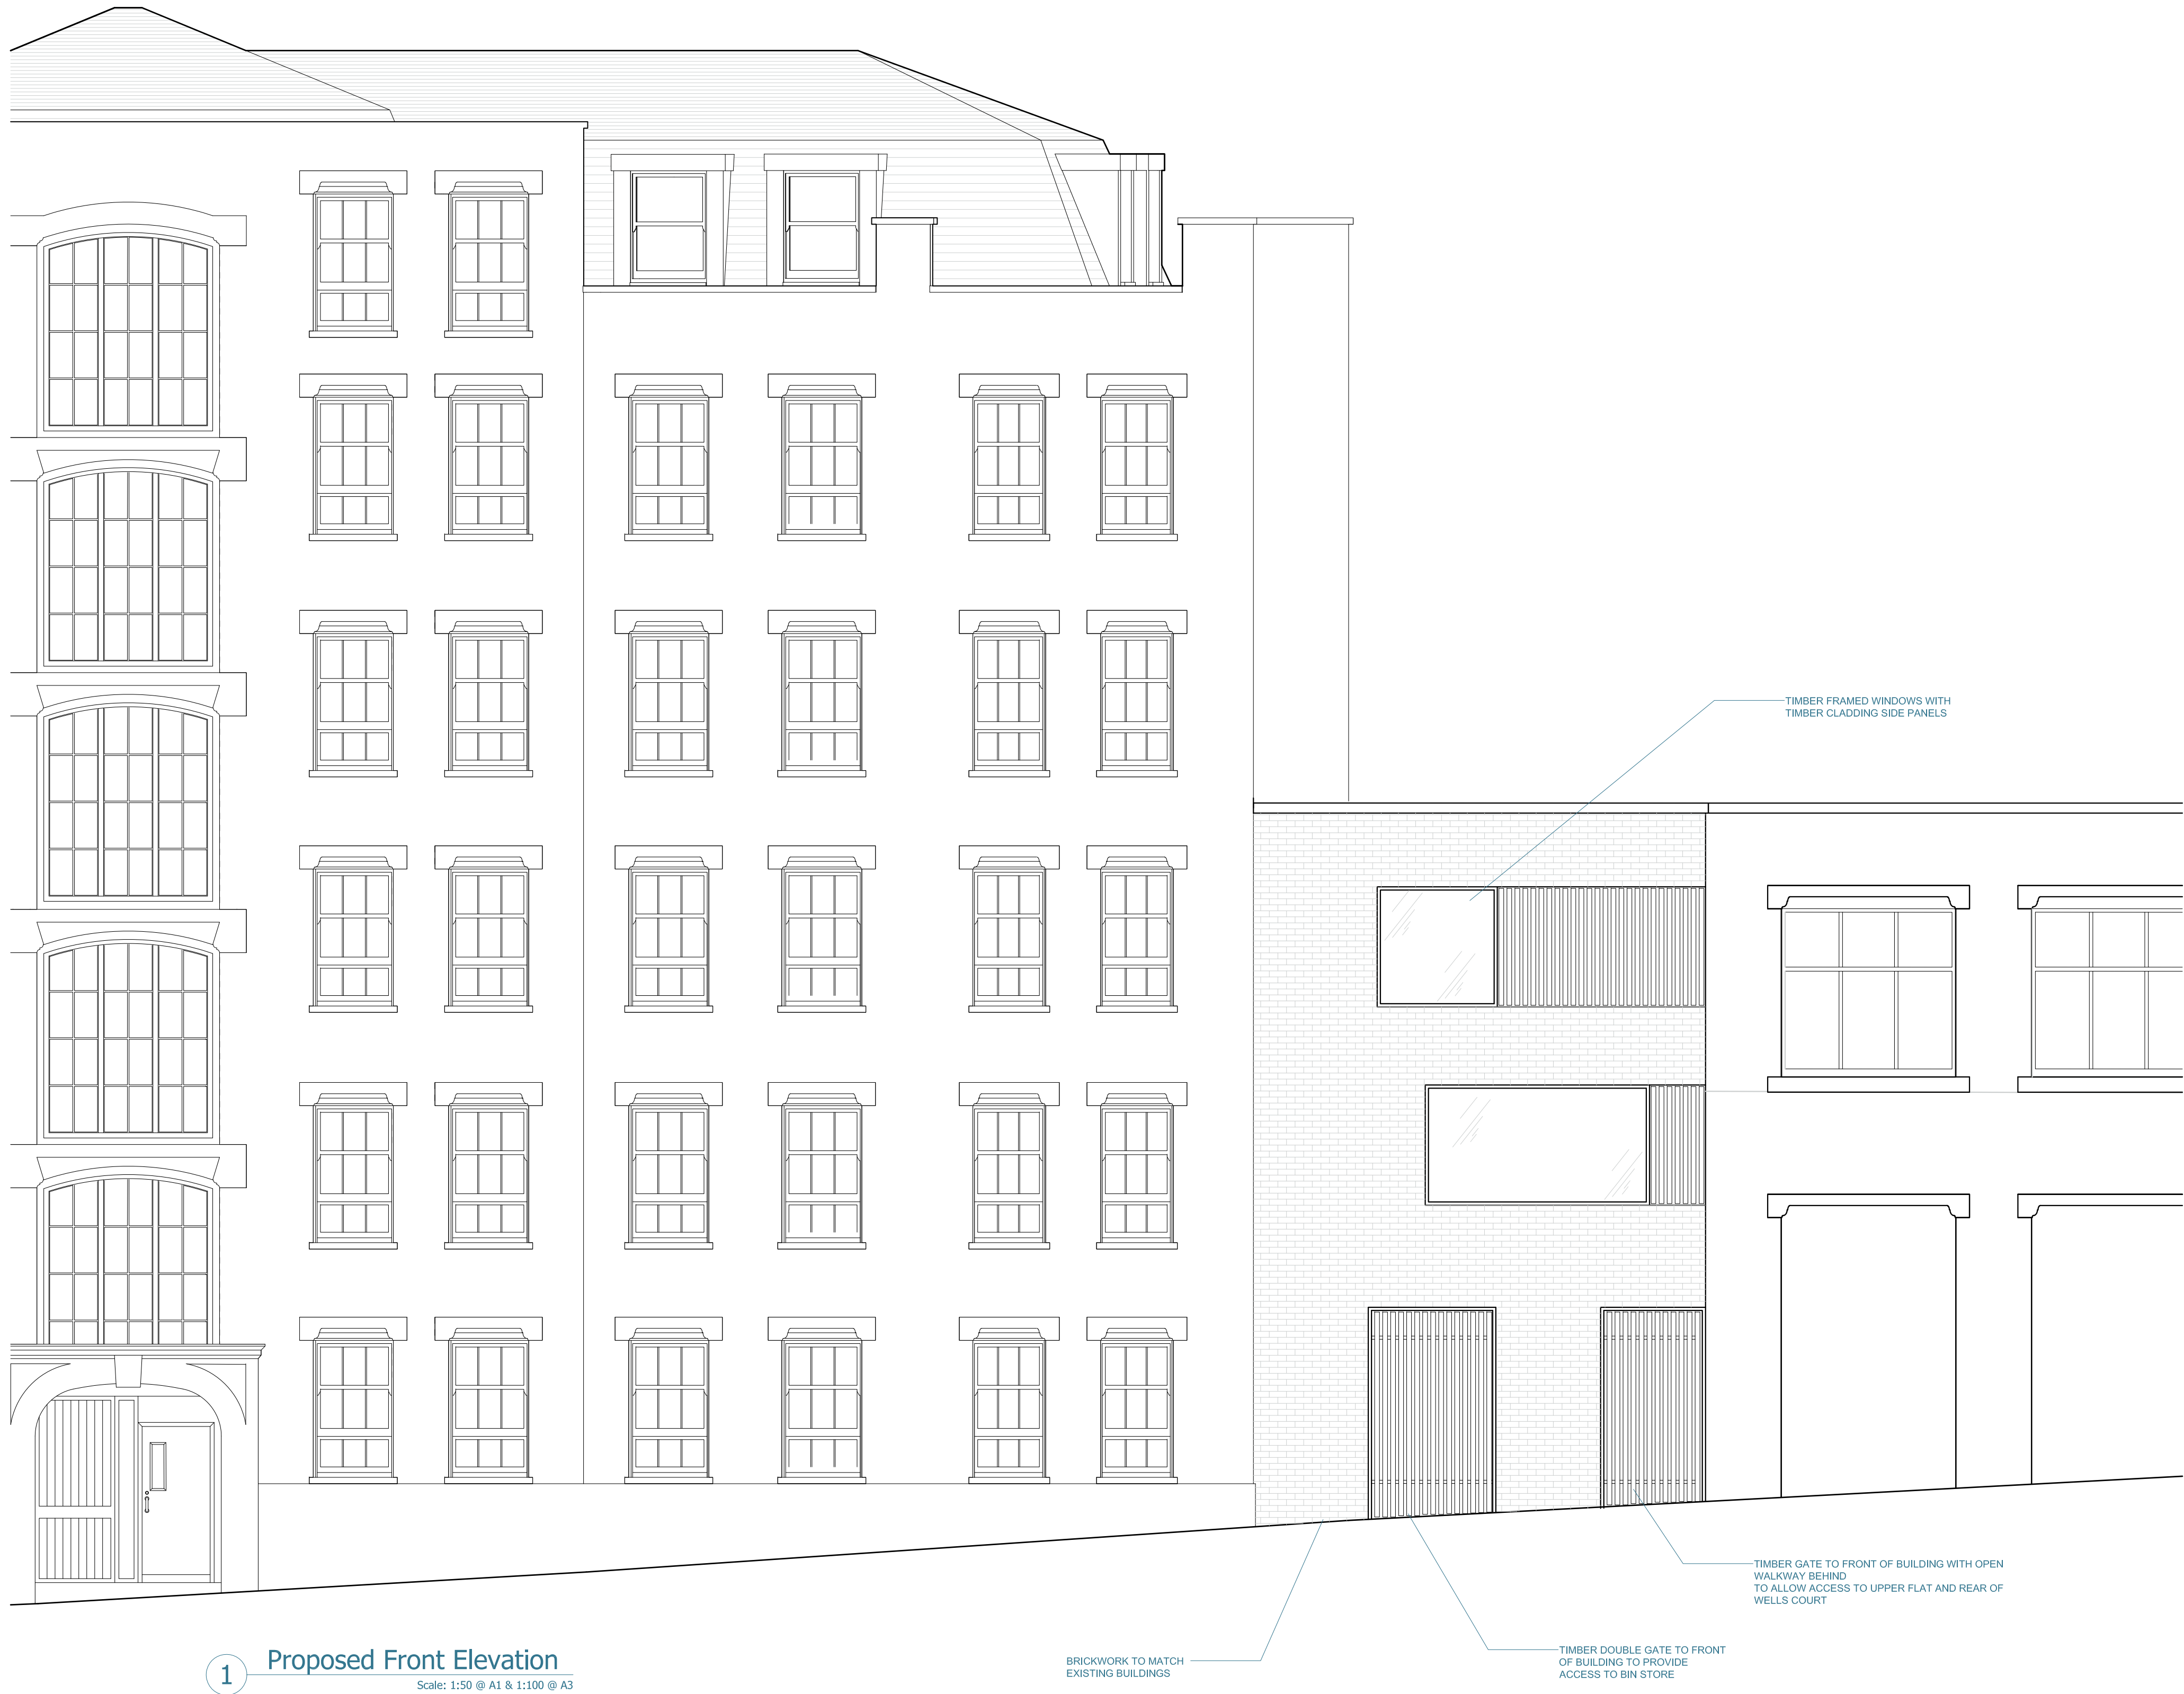 TIMBER FRAMED WINDOWS WITH
TIMBER CLADDING SIDE PANELS
TIMBER GATE TO FRONT OF BUILDING WITH OPEN
WALKWAY BEHIND
TO ALLOW ACCESS TO UPPER FLAT AND REAR OF
WELLS COURT
TIMBER DOUBLE GATE TO FRONT
OF BUILDING TO PROVIDE
ACCESS TO BIN STORE
BRICKWORK TO MATCH
EXISTING BUILDINGS
1
Proposed Front Elevation
Scale: 1:50 @ A1 & 1:100 @ A3